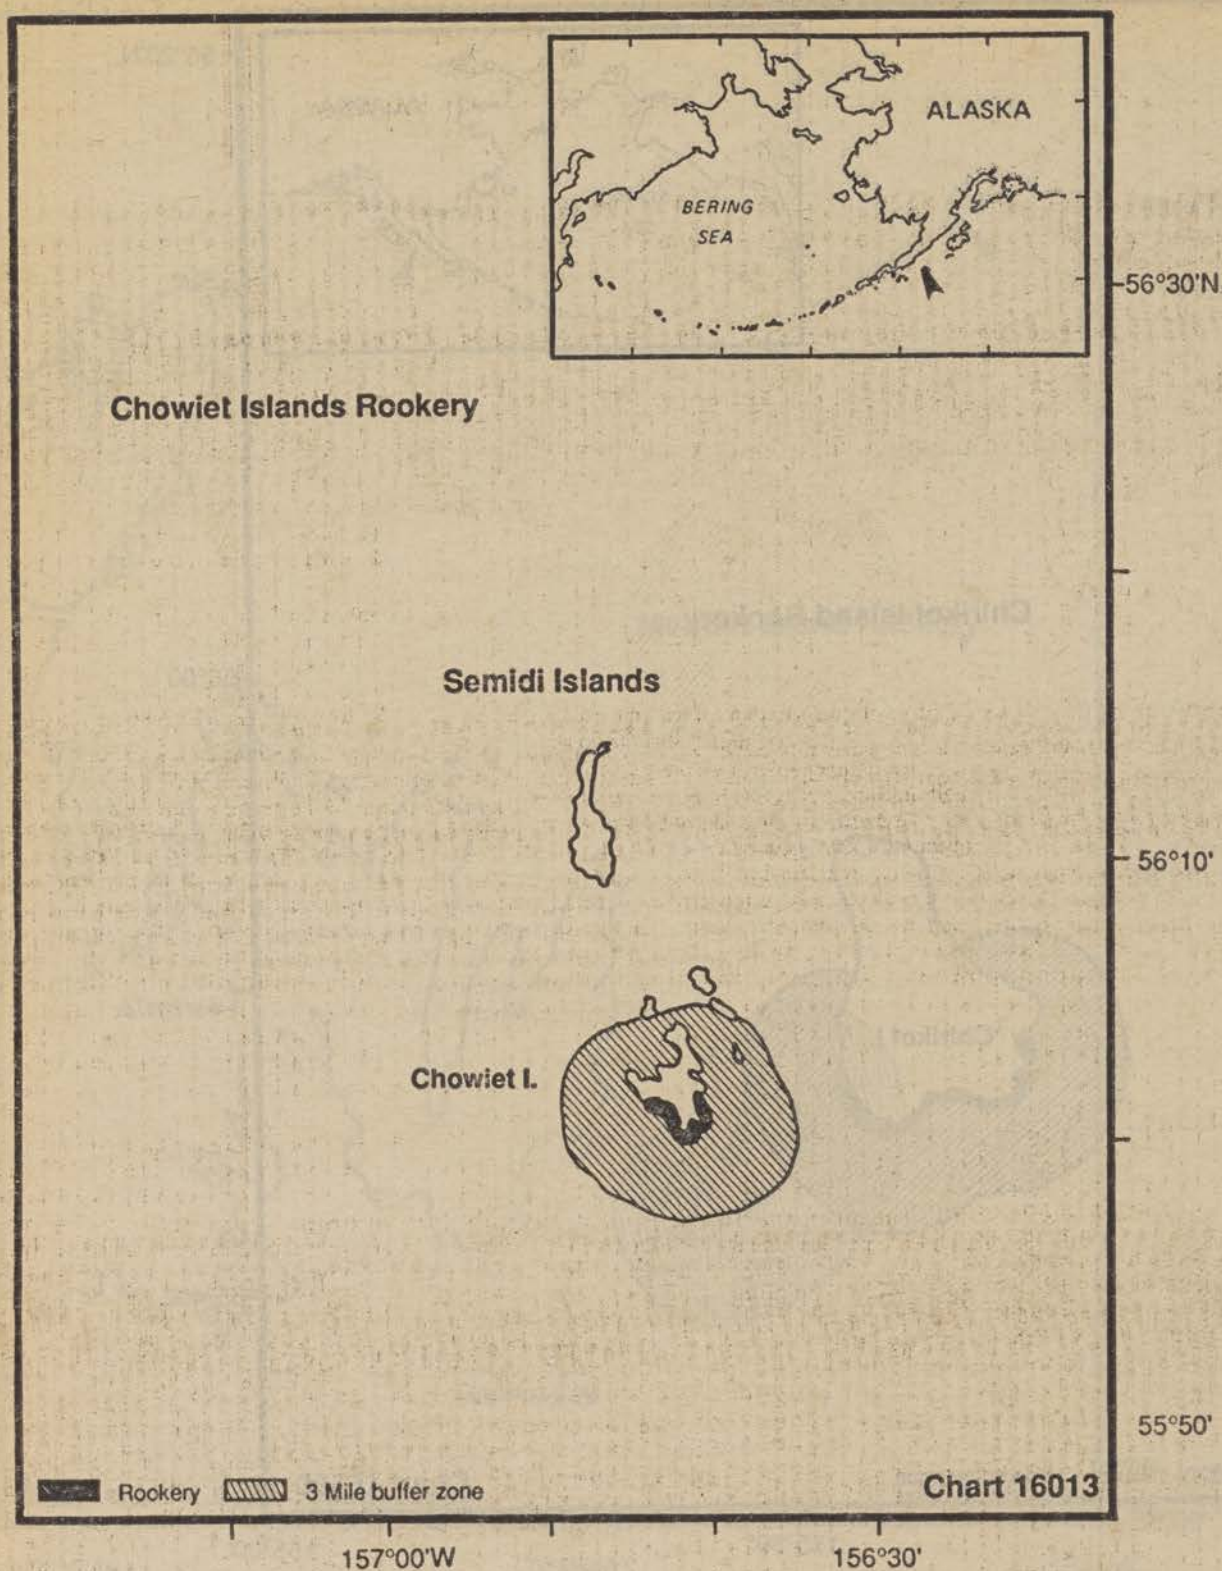 ALASKA
BERING
SEA
56°30'N
Chowiet Islands Rookery
Semidi Islands
56°10'
Chowiet I.
55°50'
Rookery 3 Mile buffer zone
Chart 16013
157°00'W 156°30'